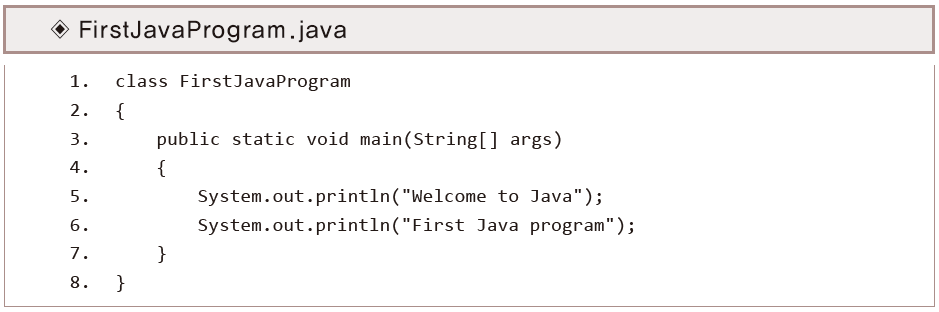 ◈ FirstJavaProgram.java
1. class FirstJavaProgram
2. {
3.     public static void main(String[] args)
4.     {
5.         System.out.println("Welcome to Java");
6.         System.out.println("First Java program");
7.     }
8. }